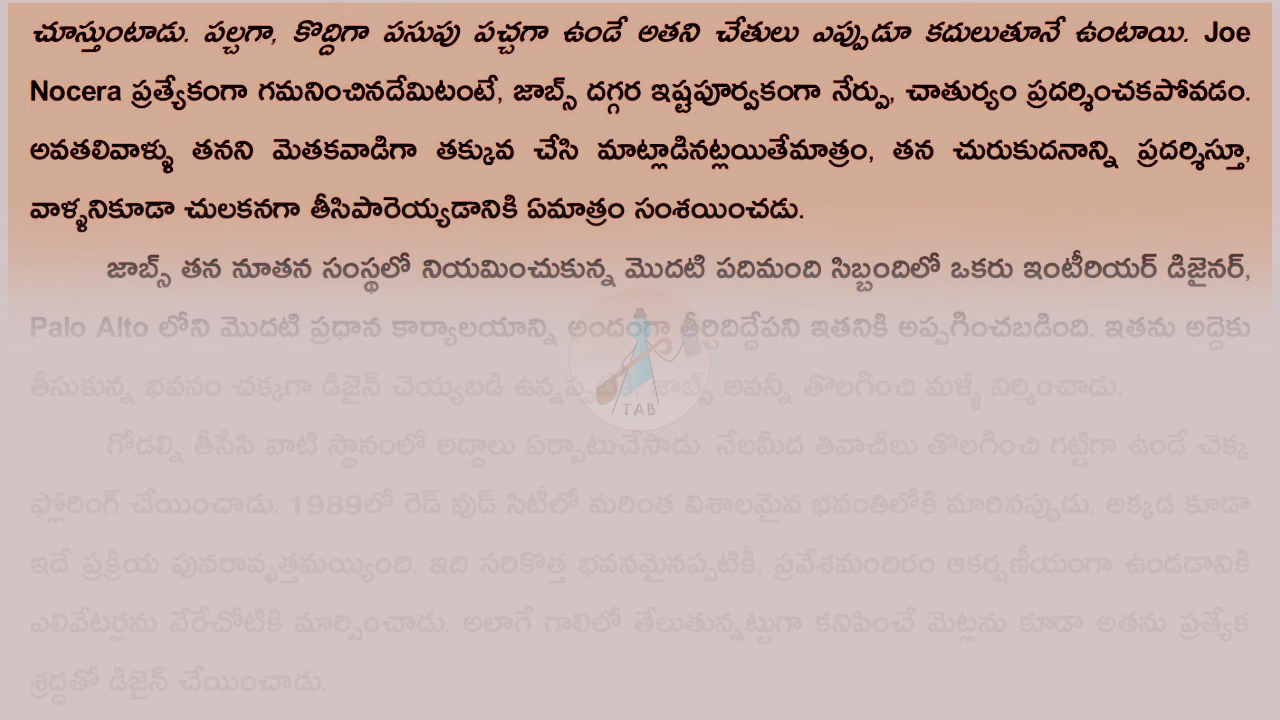 చూస్తుంటాడు. పల్చగా, కొద్దిగా పసుపు పచ్చగా ఉండే అతని చేతులు ఎప్పుడూ కదులుతూనే ఉంటాయి. Joe
Nocera ప్రత్యేకంగా గమనించినదేమిటంటే, జాబ్స్ దగ్గర ఇష్టపూర్వకంగా నేర్పు, చాతుర్యం ప్రదర్శించకపోవడం.
అవతలివాళ్ళు తనని మెతకవాడిగా తక్కువ చేసి మాట్లాడినట్లయితేమాత్రం, తన చురుకుదనాన్ని ప్రదర్శిస్తూ,
వాళ్ళనికూడా చులకనగా తీసిపారెయ్యడానికి ఏమాత్రం సంశయించడు.
జాబ్స్ తన నూతన సంస్థలో నియమించుకున్న మొదటి పదిమంది సిబ్బందిలో ఒకరు ఇంటీరియర్ డిజైనర్,
Palo Alto లోని మొదటి ప్రధాన కార్యాలయాన్ని అందంగా తీర్చిదిద్దేపని ఇతనికి అప్పగించబడింది. ఇతను అద్దెకు
తీసుకున్న భవనం చక్కగా డిజైన్ చెయ్యబడి ఉన్నప్పటికీ, జాబ్స్ అవన్నీ తొలగించి మళ్ళీ నిర్మించాడు.
గోడల్ని తీసేసి వాటి స్థానంలో అద్దాలు ఏర్పాటుచేసాడు. నేలమీద తివాచీలు తొలగించి గట్టిగా ఉండే చెక్క
ఫ్లోరింగ్ చేయించాడు. 1989లో రెడ్ వుడ్ సిటీలో మరింత విశాలమైన భవంతిలోకి మారినప్పుడు, అక్కడ కూడా
ఇదే ప్రక్రియ పునరావృత్తమయ్యింది. ఇది సరికొత్త భవనమైనప్పటికీ, ప్రవేశమందిరం ఆకర్షణీయంగా ఉండడానికి
ఎలివేటర్లను వేరేచోటికి మార్పించాడు. అలాగే గాలిలో తేలుతున్నట్టుగా కనిపించే మెట్లను కూడా అతను ప్రత్యేక
శ్రద్ధతో డిజైన్ చేయించాడు.
TAB